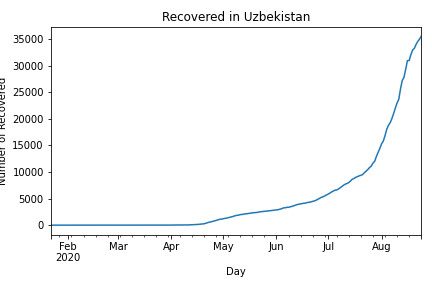 Recovered in Uzbekistan
Number of Recovered
35000
30000
25000
20000
15000
10000
5000
0
Feb Mar Apr May Jun Jul Aug
2020
Day